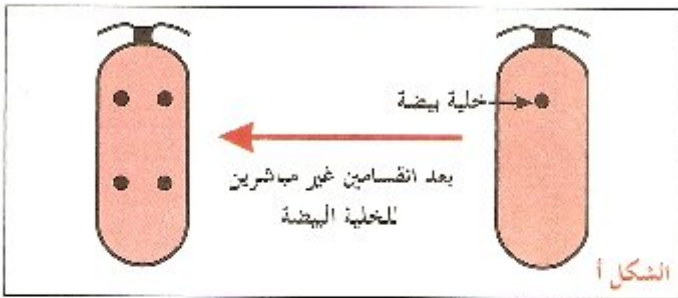 خلية بيضة
بعد انقسامين غير مباشرين
للخلية البيضة
الشكل أ